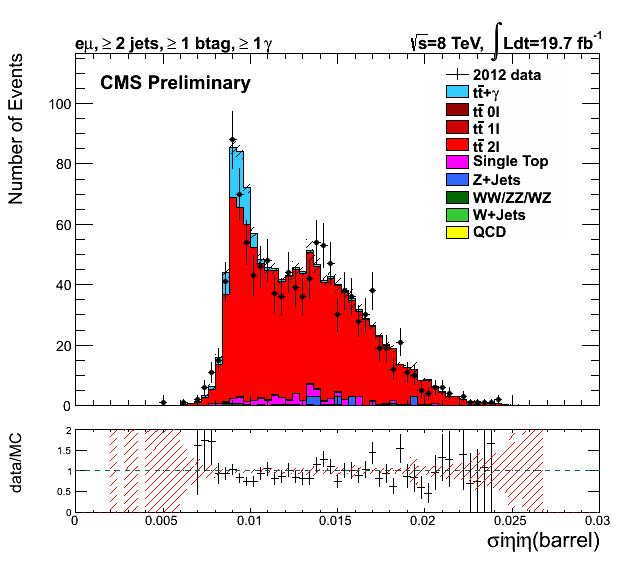 eμ, ≥ 2 jets, ≥ 1 btag, ≥ 1 γ
√s=8 TeV, ∫Ldt=19.7 fb⁻¹
CMS Preliminary
2012 data
tt̄+γ
tt̄ 0l
tt̄ 1l
tt̄ 2l
Single Top
Z+Jets
WW/ZZ/WZ
W+Jets
QCD
Number of Events
100
80
60
40
20
0
data/MC
2
1.5
1
0.5
0
0 0.005 0.01 0.015 0.02 0.025 0.03
σiηiη(barrel)